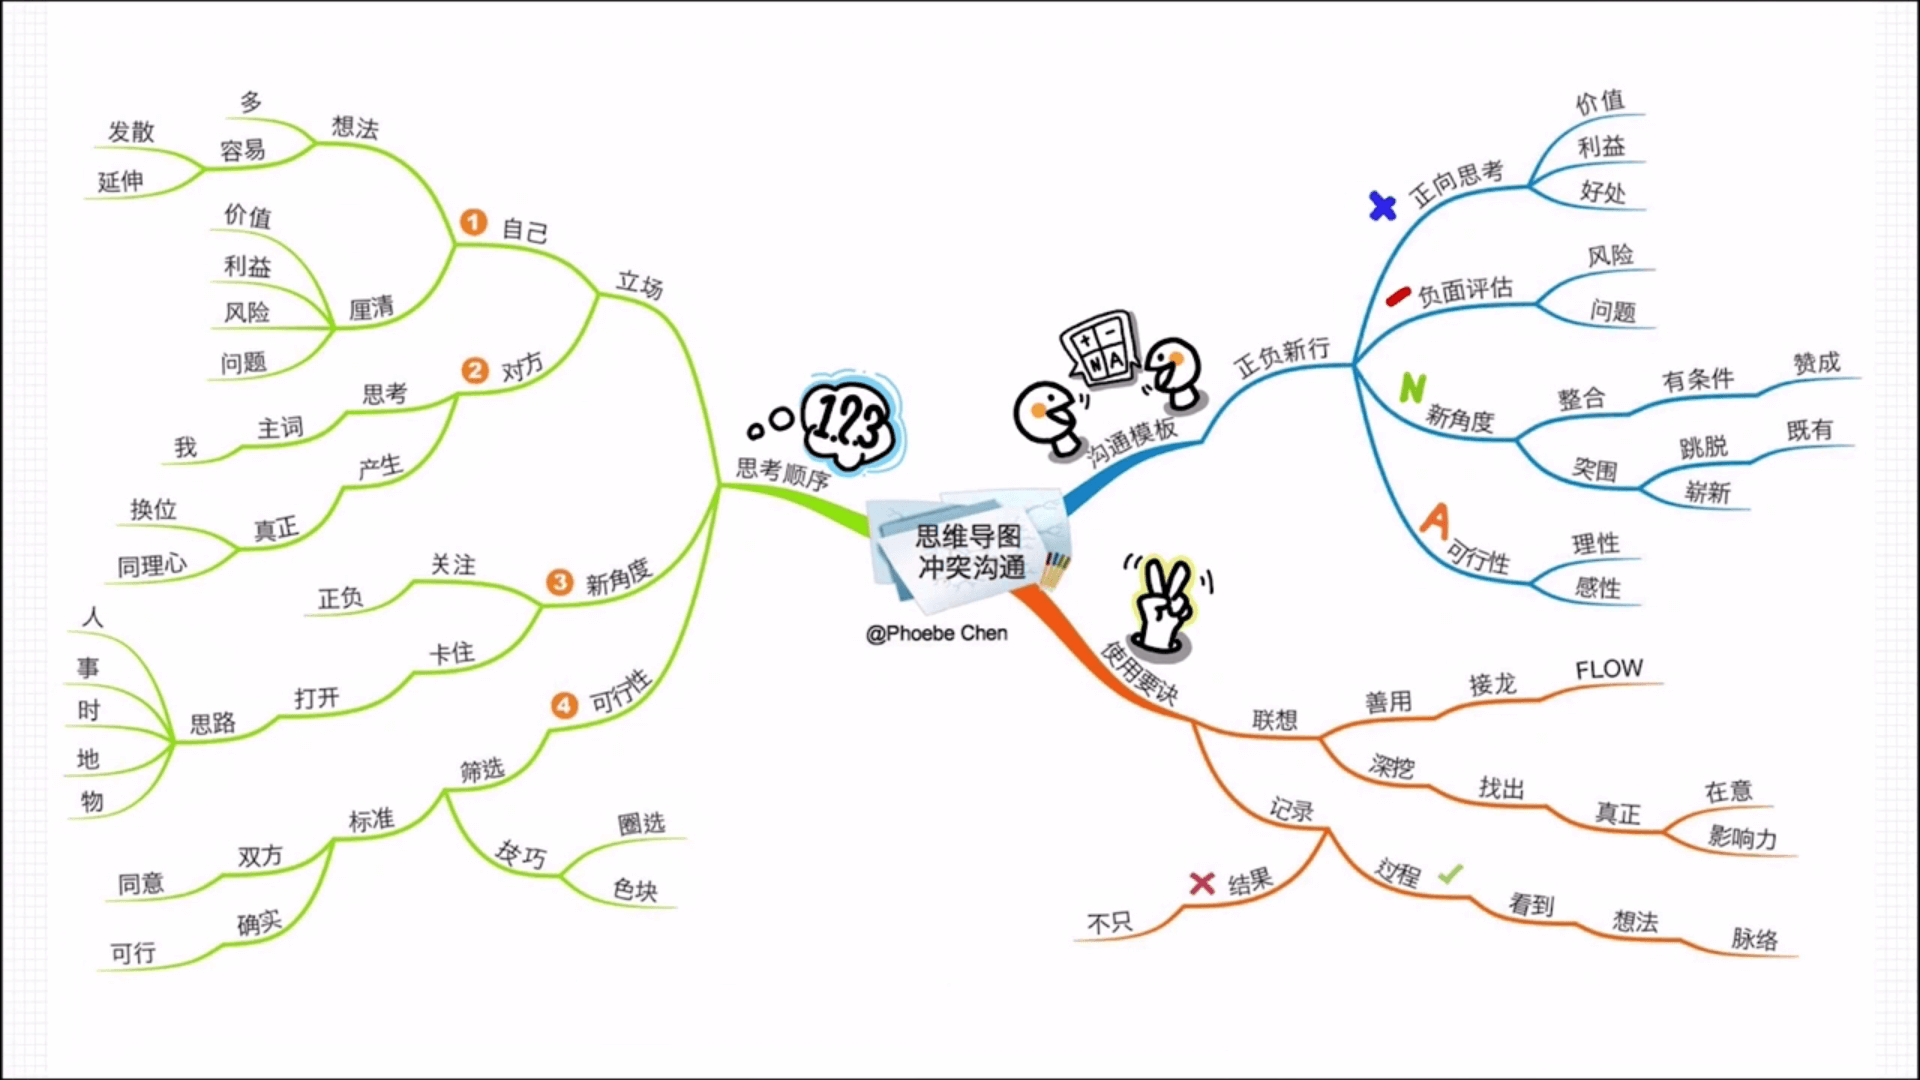 思维导图
冲突沟通
@Phoebe Chen
沟通模板
+ -
N A
正负新行
正向思考
价值
利益
好处
负面评估
风险
问题
N
新角度
整合
有条件
赞成
突围
跳脱
既有
崭新
A
可行性
理性
感性
使用要诀
联想
善用
接龙
FLOW
深挖
找出
真正
在意
影响力
记录
结果
不只
过程
看到
想法
脉络
123
思考顺序
立场
1 自己
想法
多
容易
发散
延伸
厘清
价值
利益
风险
问题
2 对方
思考
主词
我
产生
真正
换位
同理心
3 新角度
关注
正负
卡住
打开
思路
人
事
时
地
物
4 可行性
筛选
标准
双方
同意
确实
可行
技巧
圈选
色块